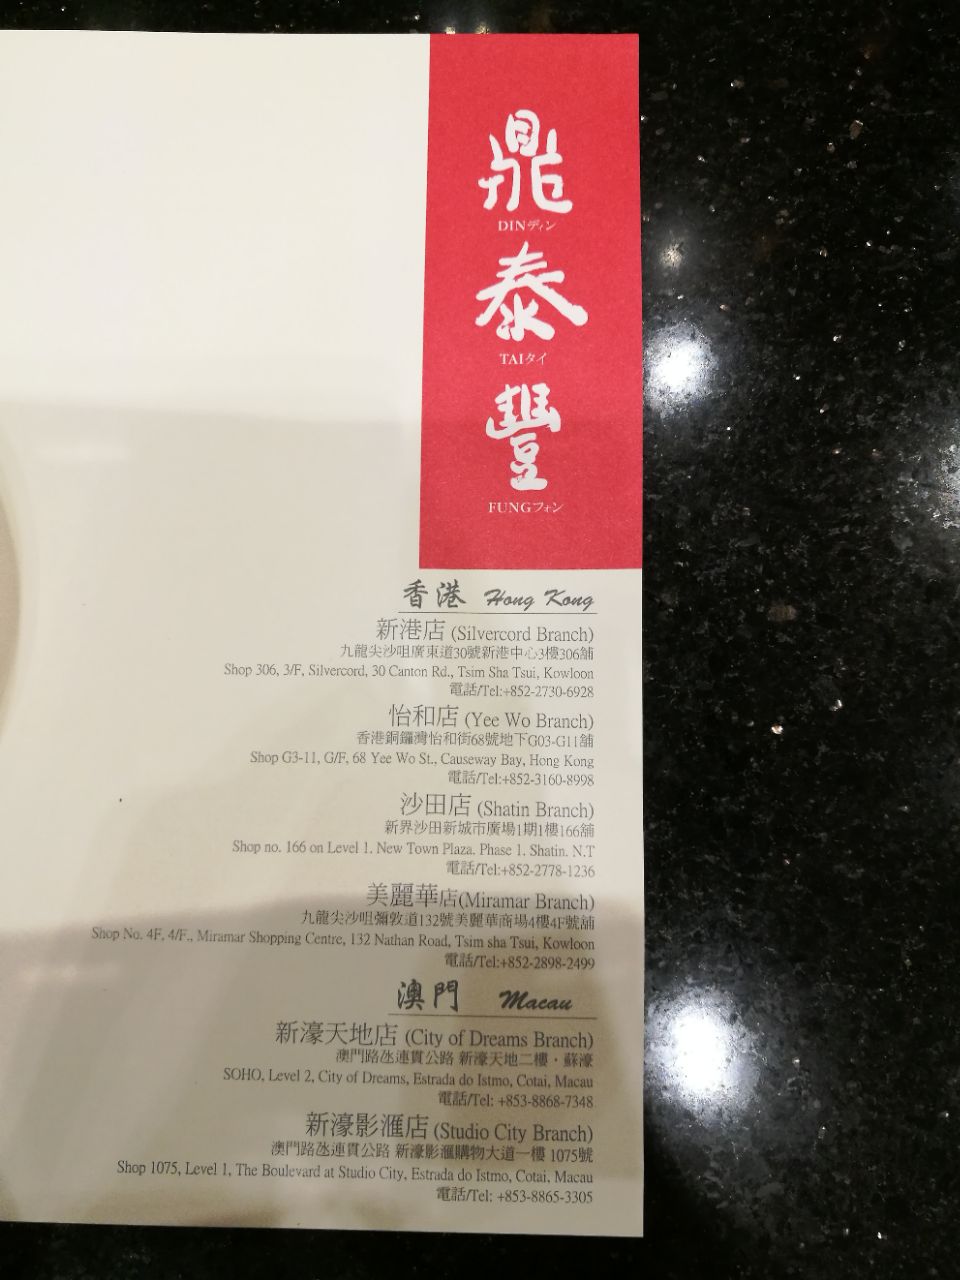 鼎
DINディン
泰
TAIタイ
豐
FUNGフォン
香港 Hong Kong
新港店 (Silvercord Branch)
九龍尖沙咀廣東道30號新港中心3樓306舖
Shop 306, 3/F, Silvercord, 30 Canton Rd., Tsim Sha Tsui, Kowloon
電話/Tel:+852-2730-6928
怡和店 (Yee Wo Branch)
香港銅鑼灣怡和街68號地下G03-G11舖
Shop G3-11, G/F, 68 Yee Wo St., Causeway Bay, Hong Kong
電話/Tel:+852-3160-8998
沙田店 (Shatin Branch)
新界沙田新城市廣場1期1樓166舖
Shop no. 166 on Level 1. New Town Plaza. Phase 1. Shatin. N.T
電話/Tel:+852-2778-1236
美麗華店(Miramar Branch)
九龍尖沙咀彌敦道132號美麗華商場4樓4F號舖
Shop No. 4F, 4/F., Miramar Shopping Centre, 132 Nathan Road, Tsim sha Tsui, Kowloon
電話/Tel:+852-2898-2499
澳門 Macau
新濠天地店 (City of Dreams Branch)
澳門路氹連貫公路 新濠天地二樓・蘇濠
SOHO, Level 2, City of Dreams, Estrada do Istmo, Cotai, Macau
電話/Tel: +853-8868-7348
新濠影滙店 (Studio City Branch)
澳門路氹連貫公路 新濠影滙購物大道一樓 1075號
Shop 1075, Level 1, The Boulevard at Studio City, Estrada do Istmo, Cotai, Macau
電話/Tel: +853-8865-3305